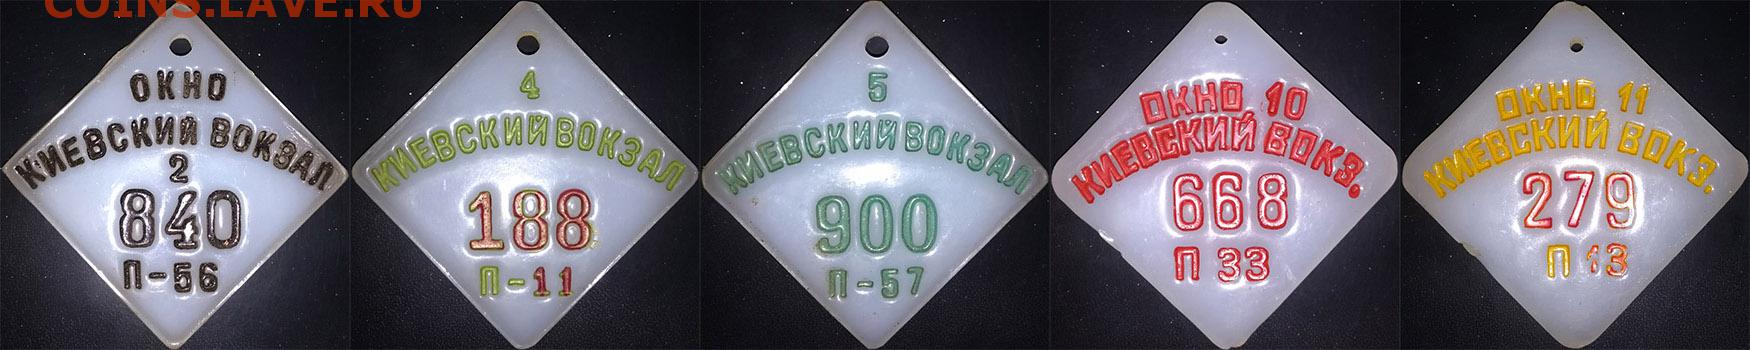 COINS.LAVE.RU
ОКНО
КИЕВСКИЙ ВОКЗАЛ
2
840
П-56
4
КИЕВСКИЙ ВОКЗАЛ
188
П-11
5
КИЕВСКИЙ ВОКЗАЛ
900
П-57
ОКНО 10
КИЕВСКИЙ ВОКЗ.
668
П 33
ОКНО 11
КИЕВСКИЙ ВОКЗ.
279
П 13